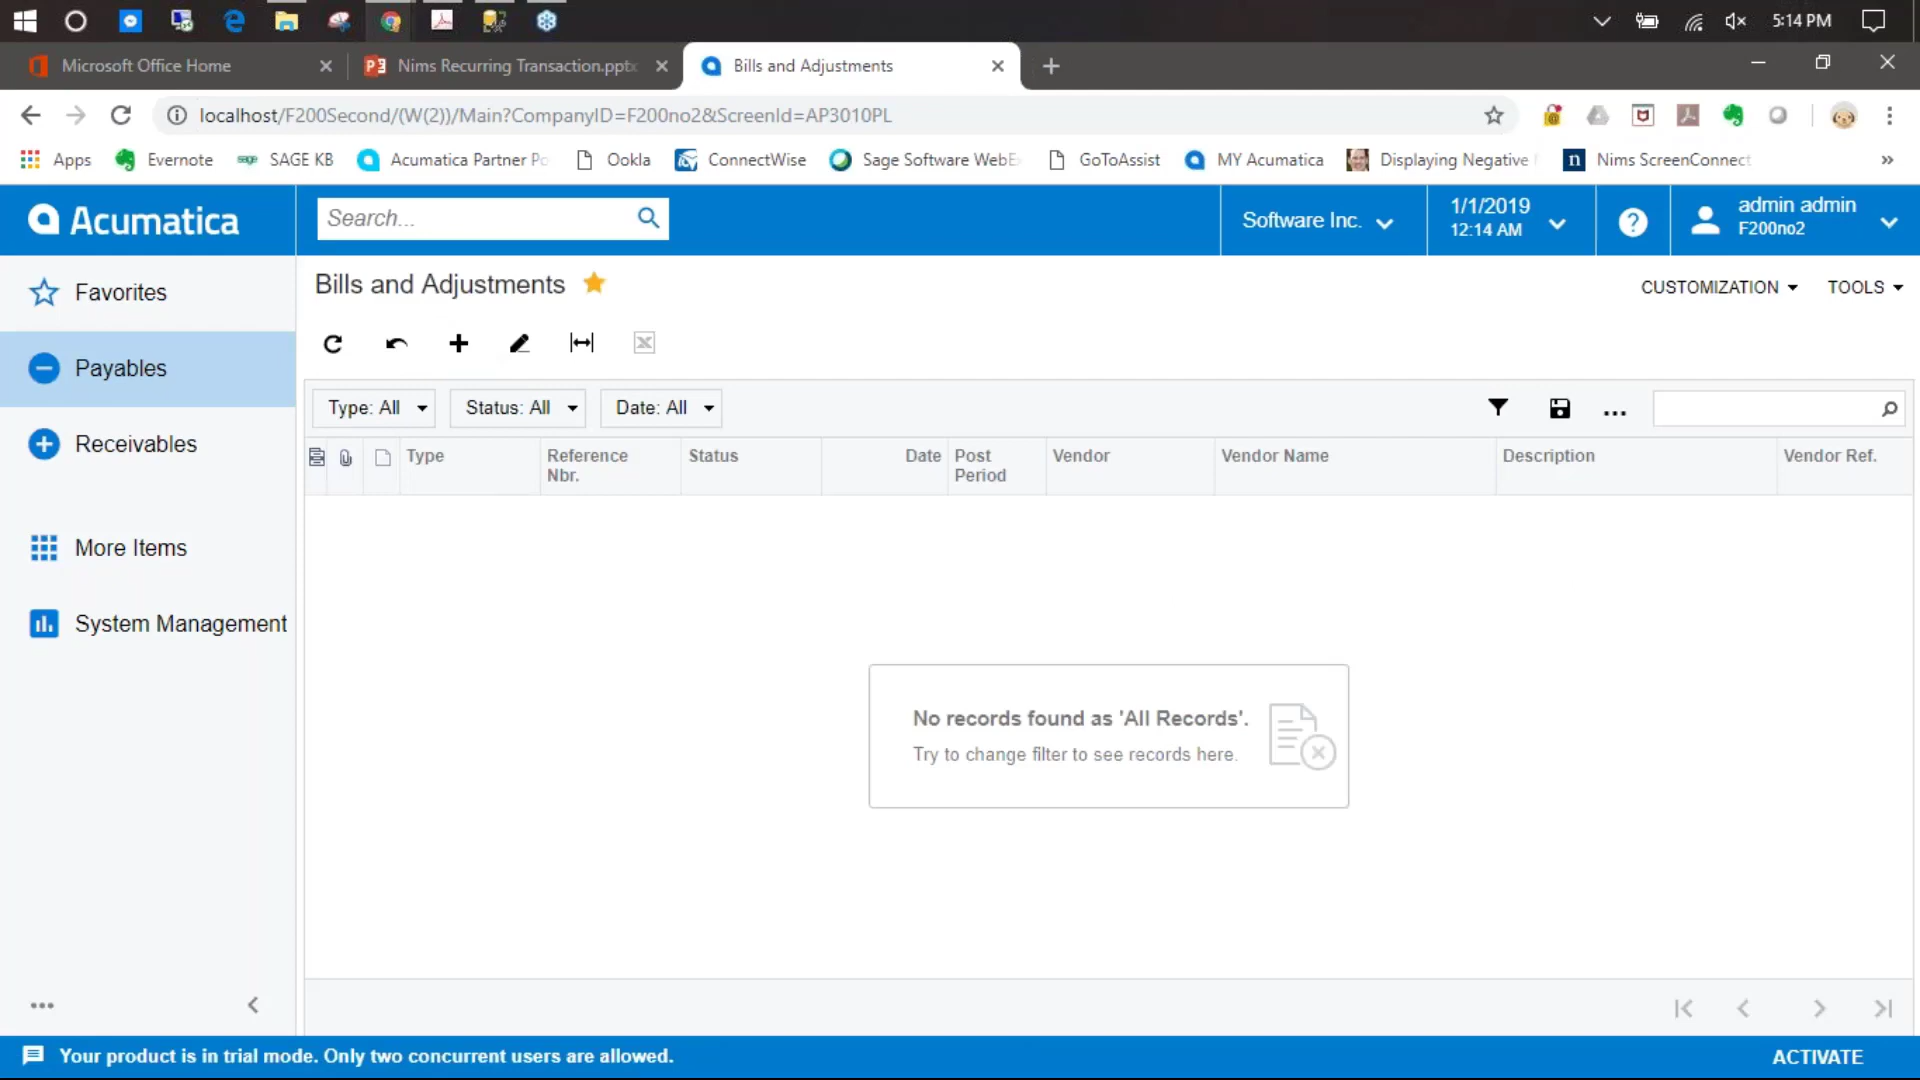 5:14 PM
Microsoft Office Home
Nims Recurring Transaction.pptx
Bills and Adjustments
localhost/F200Second/(W(2))/Main?CompanyID=F200no2&ScreenId=AP3010PL
Apps Evernote SAGE KB Acumatica Partner Po Ookla ConnectWise Sage Software WebEx GoToAssist MY Acumatica Displaying Negative Nims ScreenConnect »
Acumatica
Search...
Software Inc.
1/1/2019
12:14 AM
?
admin admin
F200no2
Favorites
Payables
Receivables
More Items
System Management
Bills and Adjustments
CUSTOMIZATION TOOLS
Type: All Status: All Date: All
Type Reference Nbr. Status Date Post Period Vendor Vendor Name Description Vendor Ref.
No records found as 'All Records'.
Try to change filter to see records here.
Your product is in trial mode. Only two concurrent users are allowed.
ACTIVATE